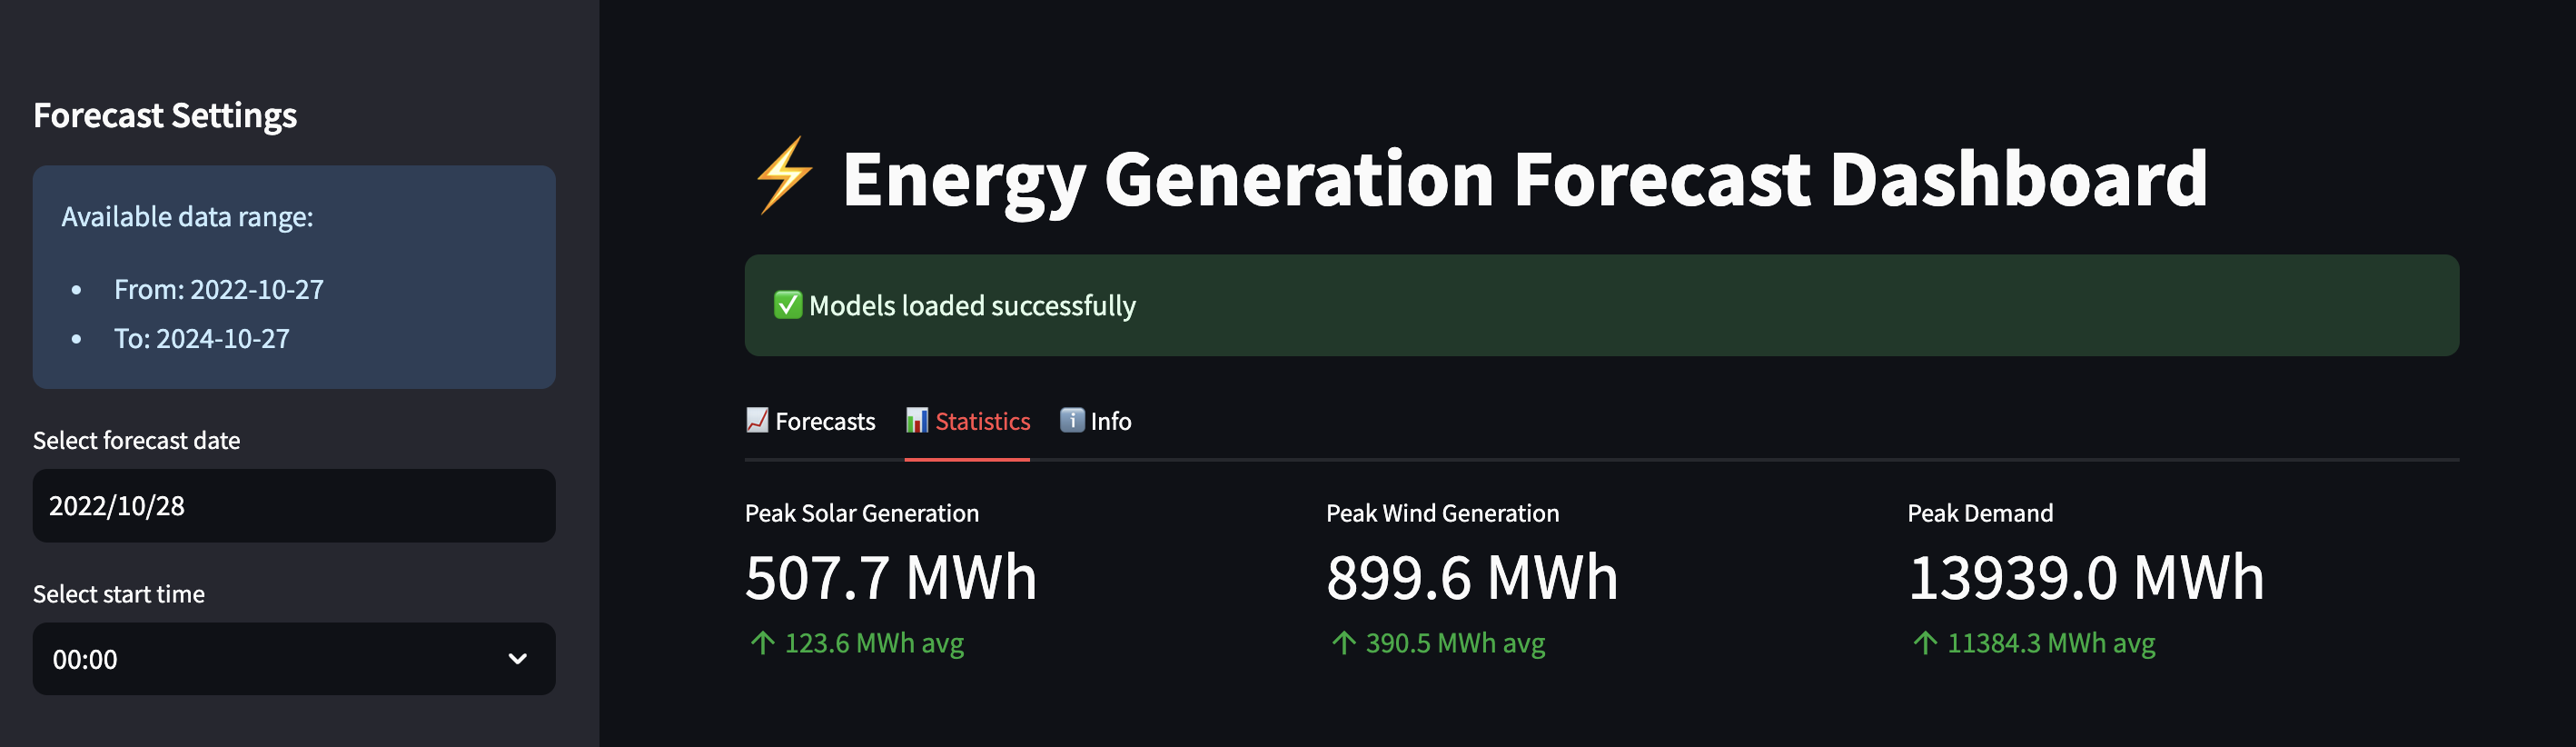 Forecast Settings
Available data range:
• From: 2022-10-27
• To: 2024-10-27
Select forecast date
2022/10/28
Select start time
00:00
⚡ Energy Generation Forecast Dashboard
✅ Models loaded successfully
📈 Forecasts 📊 Statistics ℹ️ Info
Peak Solar Generation
507.7 MWh
↑ 123.6 MWh avg
Peak Wind Generation
899.6 MWh
↑ 390.5 MWh avg
Peak Demand
13939.0 MWh
↑ 11384.3 MWh avg